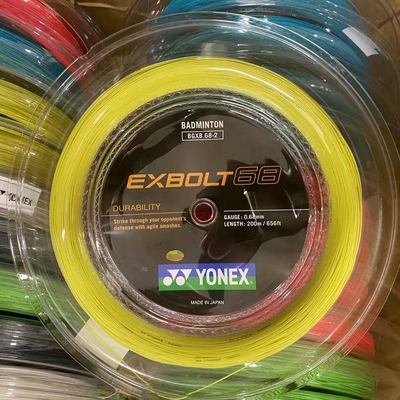 BADMINTON
BGXB 68-2
EXBOLT68
DURABILITY
Strike through your opponent's
defense with agile smashes.
GAUGE: 0.68mm
LENGTH: 200m / 656ft
YONEX
MADE IN JAPAN
YONEX